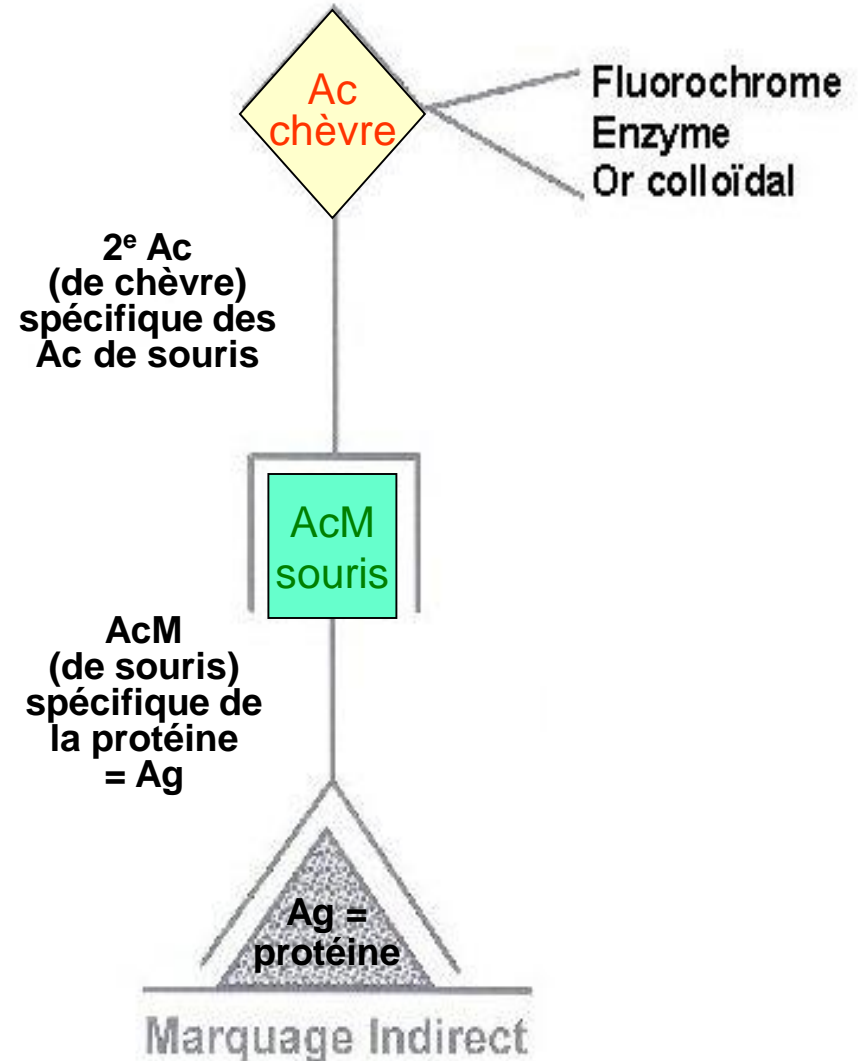 Ac
chèvre
Fluorochrome
Enzyme
Or colloïdal
2e Ac
(de chèvre)
spécifique des
Ac de souris
AcM
souris
AcM
(de souris)
spécifique de
la protéine
= Ag
Ag =
protéine
Marquage Indirect